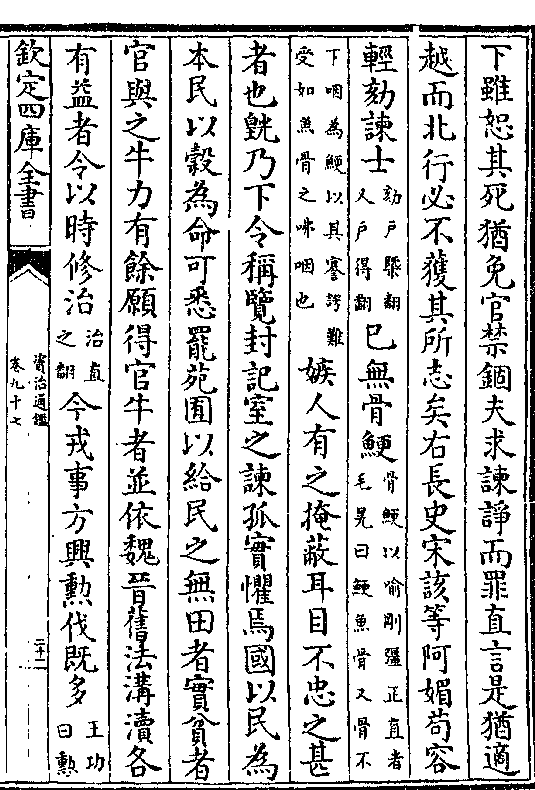 下雖恕其死猶免官禁錮夫求諫諍而罪直言是猶適
越而北行必不獲其所志矣右長史宋該等阿媚苟容
輕劾諫士劾戶槩翻又戶得翻己無骨鯁骨鯁以喻剛彊正直者毛晃曰鯁魚骨又骨不
下咽為鯁以其謇諤難受如魚骨之咈咽也嫉人有之掩蔽耳目不忠之甚
者也皝乃下令稱覽封記室之諫孤實懼焉國以民為
本民以穀為命可悉罷苑囿以給民之無田者實貧者
官與之牛力有餘願得官牛者並依魏晉舊法溝瀆各
有益者令以時修治治直之翻今戎事方興勲伐既多王功曰勲
欽定四庫全書
資治通鑑
卷九十七
二十二